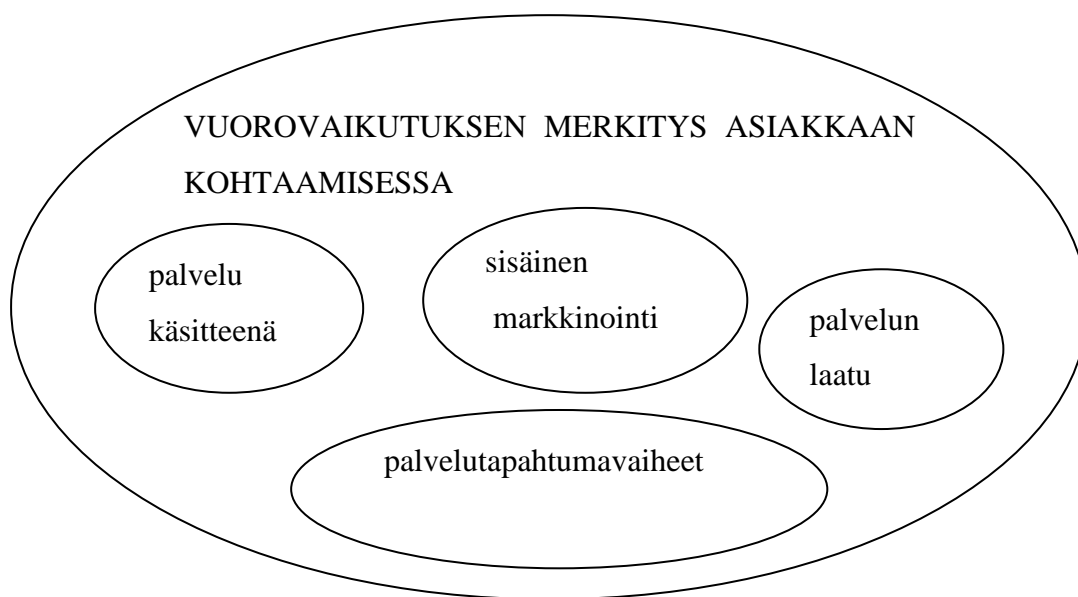 VUOROVAIKUTUKSEN MERKITYS ASIAKKAAN
KOHTAAMISESSA
palvelu
käsitteenä
sisäinen
markkinointi
palvelun
laatu
palvelutapahtumavaiheet